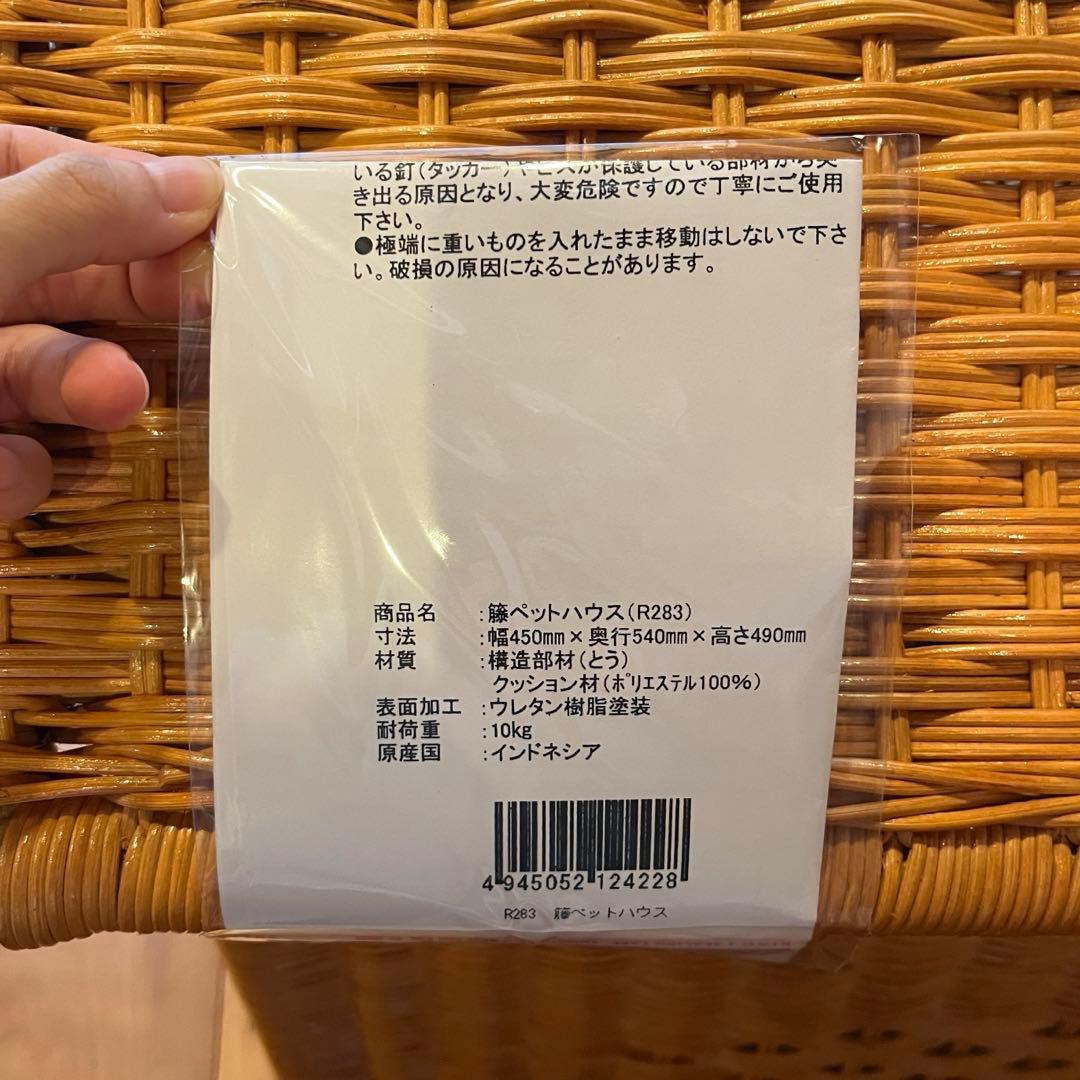 いる釘(タッカー)やビスが保護している部材から突
き出る原因となり、大変危険ですので丁寧にご使用
下さい。
●極端に重いものを入れたまま移動はしないで下さ
い。破損の原因になることがあります。
商品名 :籐ペットハウス(R283)
寸法 :幅450mm×奥行540mm×高さ490mm
材質 :構造部材(とう)
クッション材(ﾎﾟﾘｴｽﾃﾙ100%)
表面加工 :ウレタン樹脂塗装
耐荷重 :10kg
原産国 :インドネシア
4 945052 124228
R283 籐ペットハウス